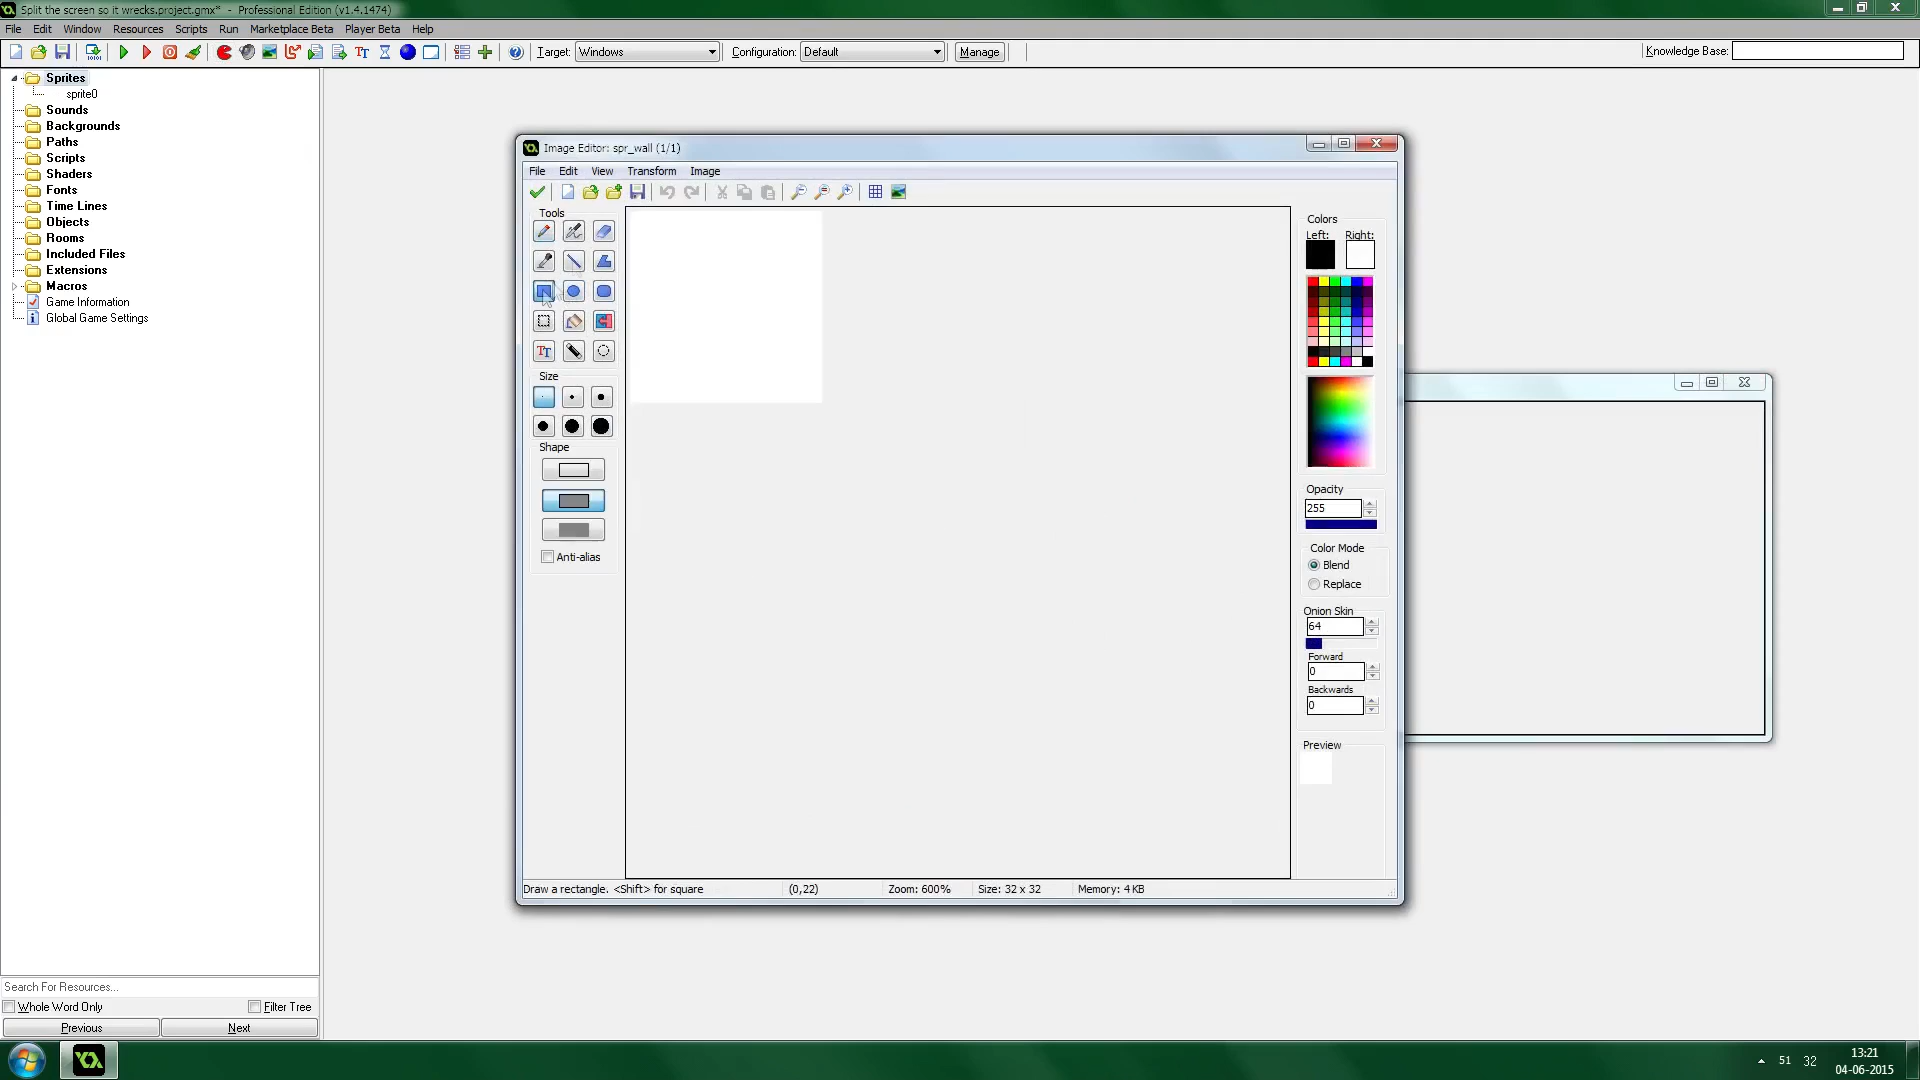 Split the screen so it wrecks.project.gmx* - Professional Edition (v1.4.1474)
File Edit Window Resources Scripts Run Marketplace Beta Player Beta Help
Target: Windows Configuration: Default Manage Knowledge Base:
Sprites
sprite0
Sounds
Backgrounds
Paths
Scripts
Shaders
Fonts
Time Lines
Objects
Rooms
Included Files
Extensions
Macros
Game Information
Global Game Settings
Search For Resources...
Whole Word Only Filter Tree
Previous Next
Image Editor: spr_wall (1/1)
File Edit View Transform Image
Tools
Size
Shape
Anti-alias
Colors
Left: Right:
Opacity
255
Color Mode
Blend
Replace
Onion Skin
64
Forward
0
Backwards
0
Preview
Draw a rectangle. <Shift> for square (0,22) Zoom: 600% Size: 32 x 32 Memory: 4 KB
51 32 13:21
04-06-2015